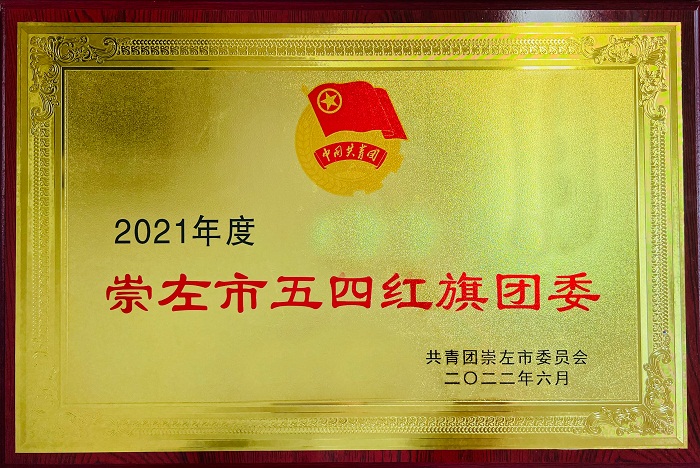 中国共青团
2021年度
崇左市五四红旗团委
共青团崇左市委员会
二〇二二年六月